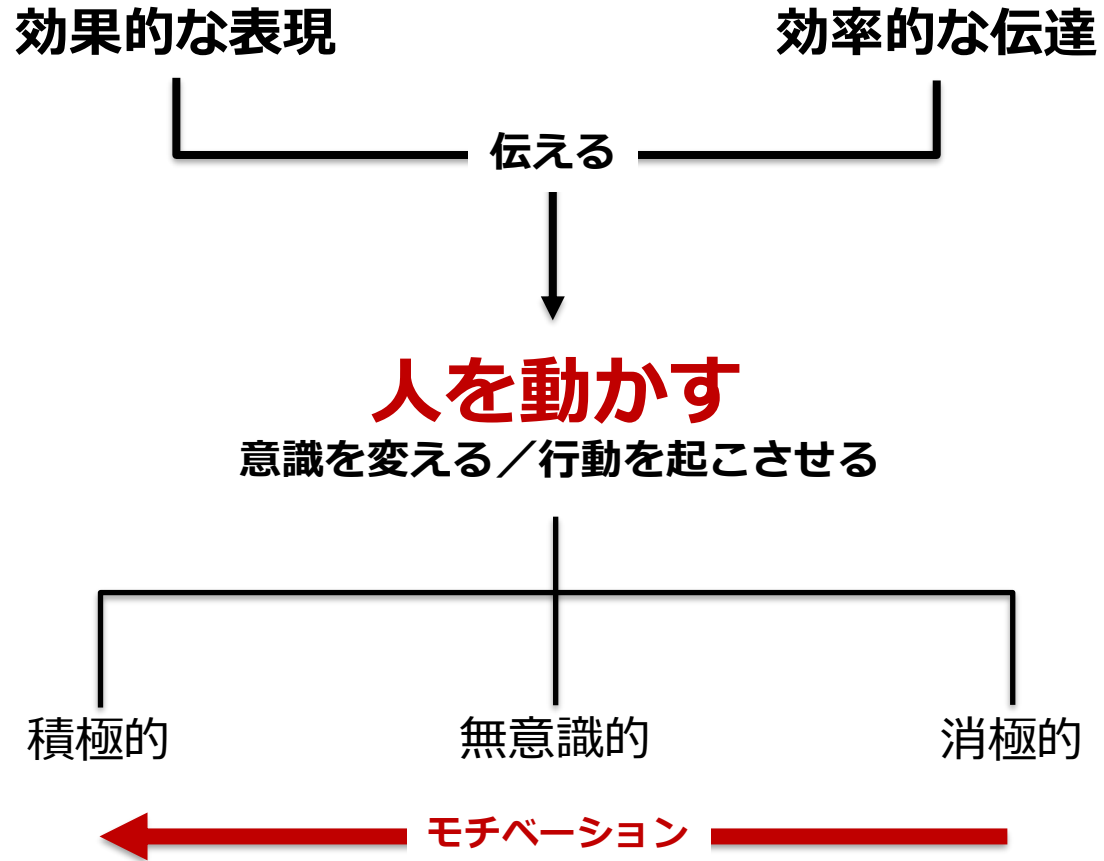 効果的な表現
効率的な伝達
伝える
人を動かす
意識を変える／行動を起こさせる
積極的
無意識的
消極的
モチベーション